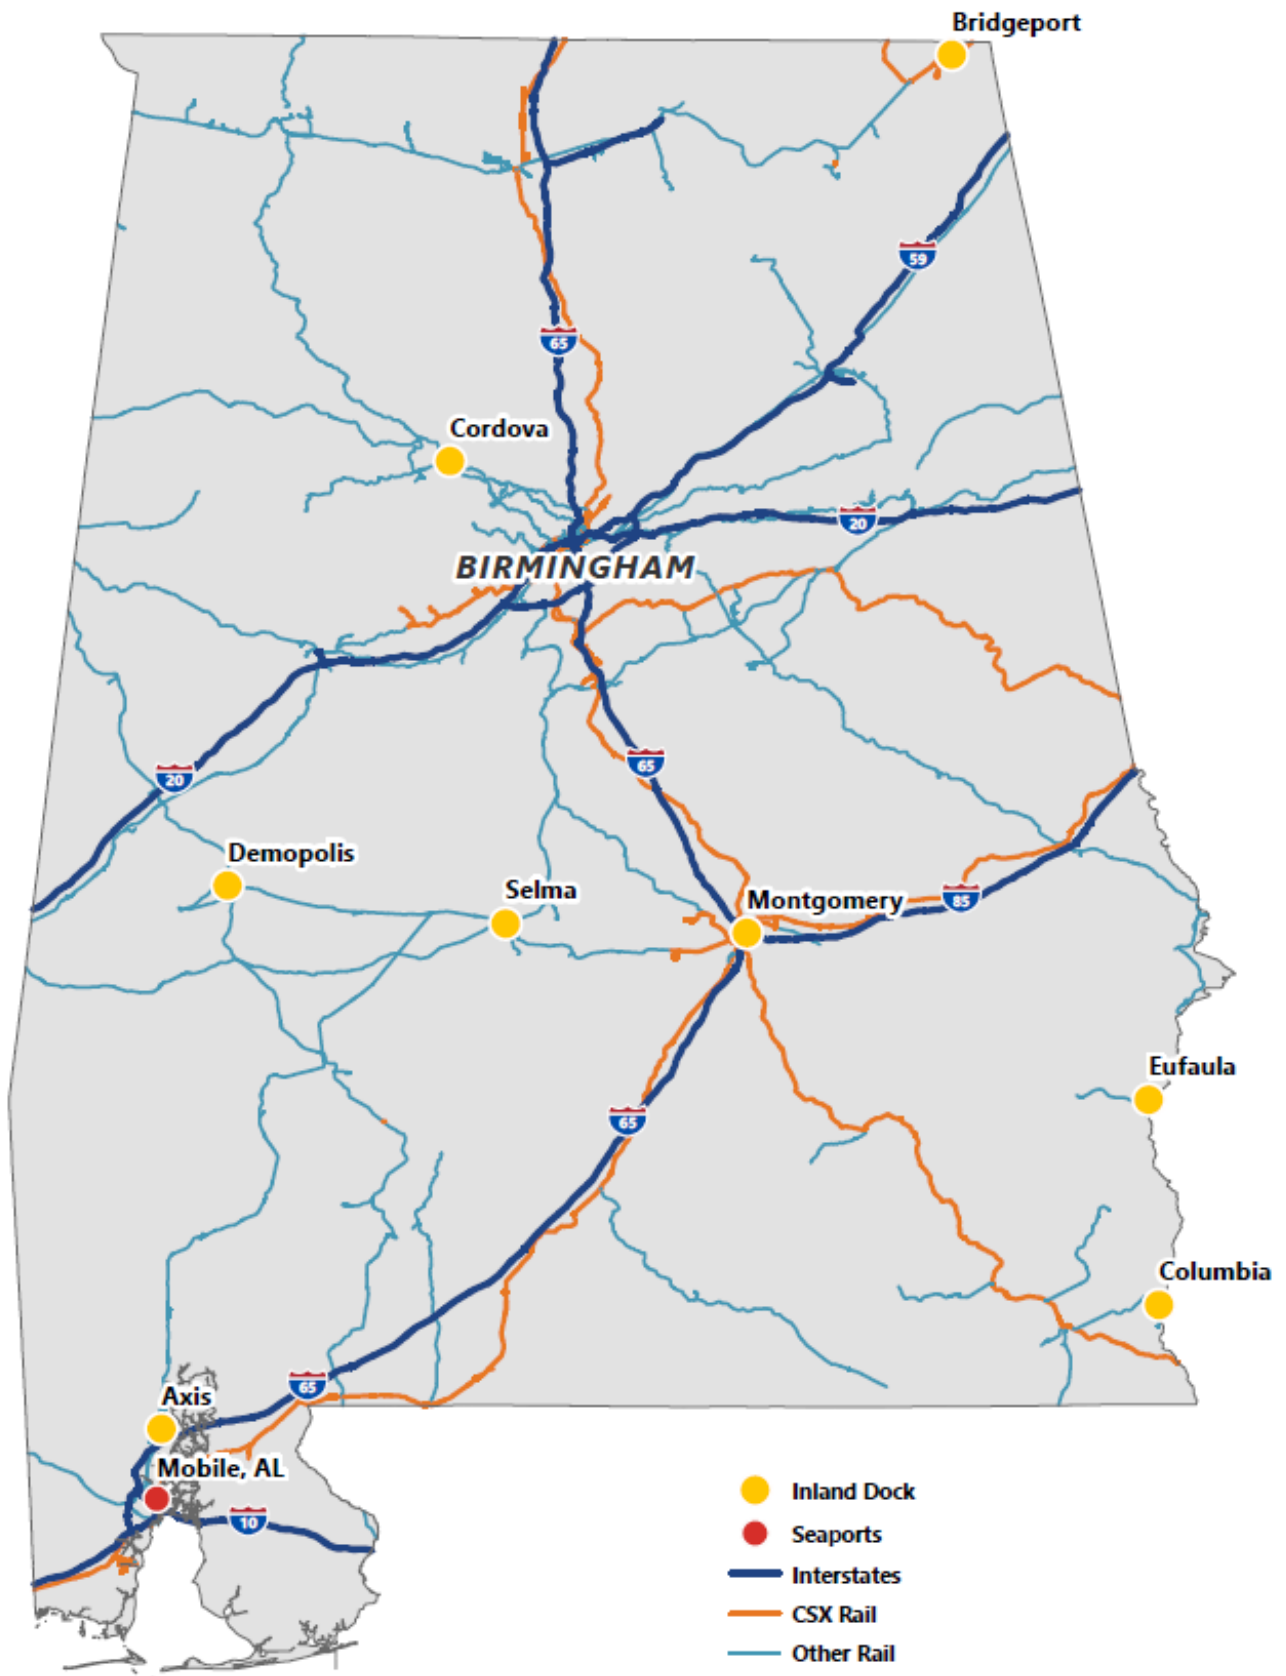 Bridgeport
59
65
Cordova
20
BIRMINGHAM
65
20
Demopolis
Selma
Montgomery
85
Eufaula
65
Columbia
65
Axis
Mobile, AL
10
Inland Dock
Seaports
Interstates
CSX Rail
Other Rail